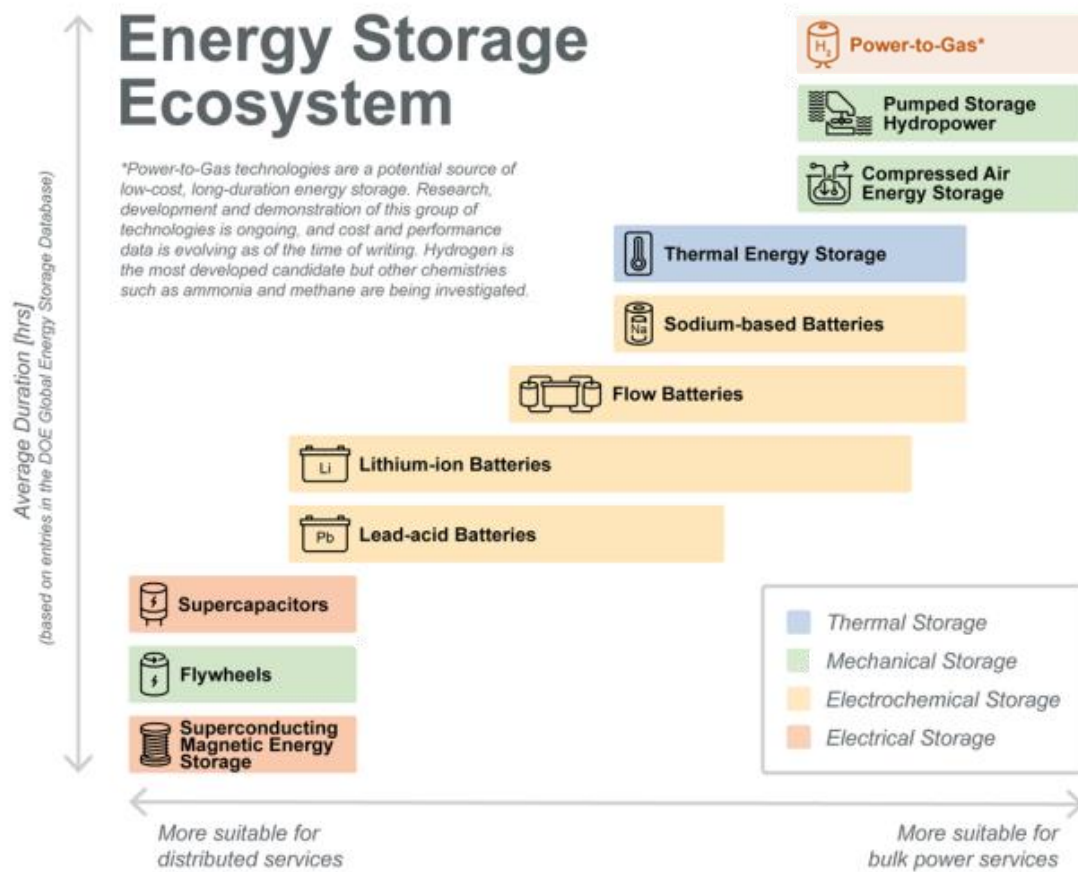 Energy Storage
Ecosystem
*Power-to-Gas technologies are a potential source of
low-cost, long-duration energy storage. Research,
development and demonstration of this group of
technologies is ongoing, and cost and performance
data is evolving as of the time of writing. Hydrogen is
the most developed candidate but other chemistries
such as ammonia and methane are being investigated.
Average Duration [hrs]
(based on entries in the DOE Global Energy Storage Database)
H2
Power-to-Gas*
Pumped Storage
Hydropower
Compressed Air
Energy Storage
Thermal Energy Storage
Na
Sodium-based Batteries
Flow Batteries
Li
Lithium-ion Batteries
Pb
Lead-acid Batteries
Supercapacitors
Flywheels
Superconducting
Magnetic Energy
Storage
Thermal Storage
Mechanical Storage
Electrochemical Storage
Electrical Storage
More suitable for
distributed services
More suitable for
bulk power services